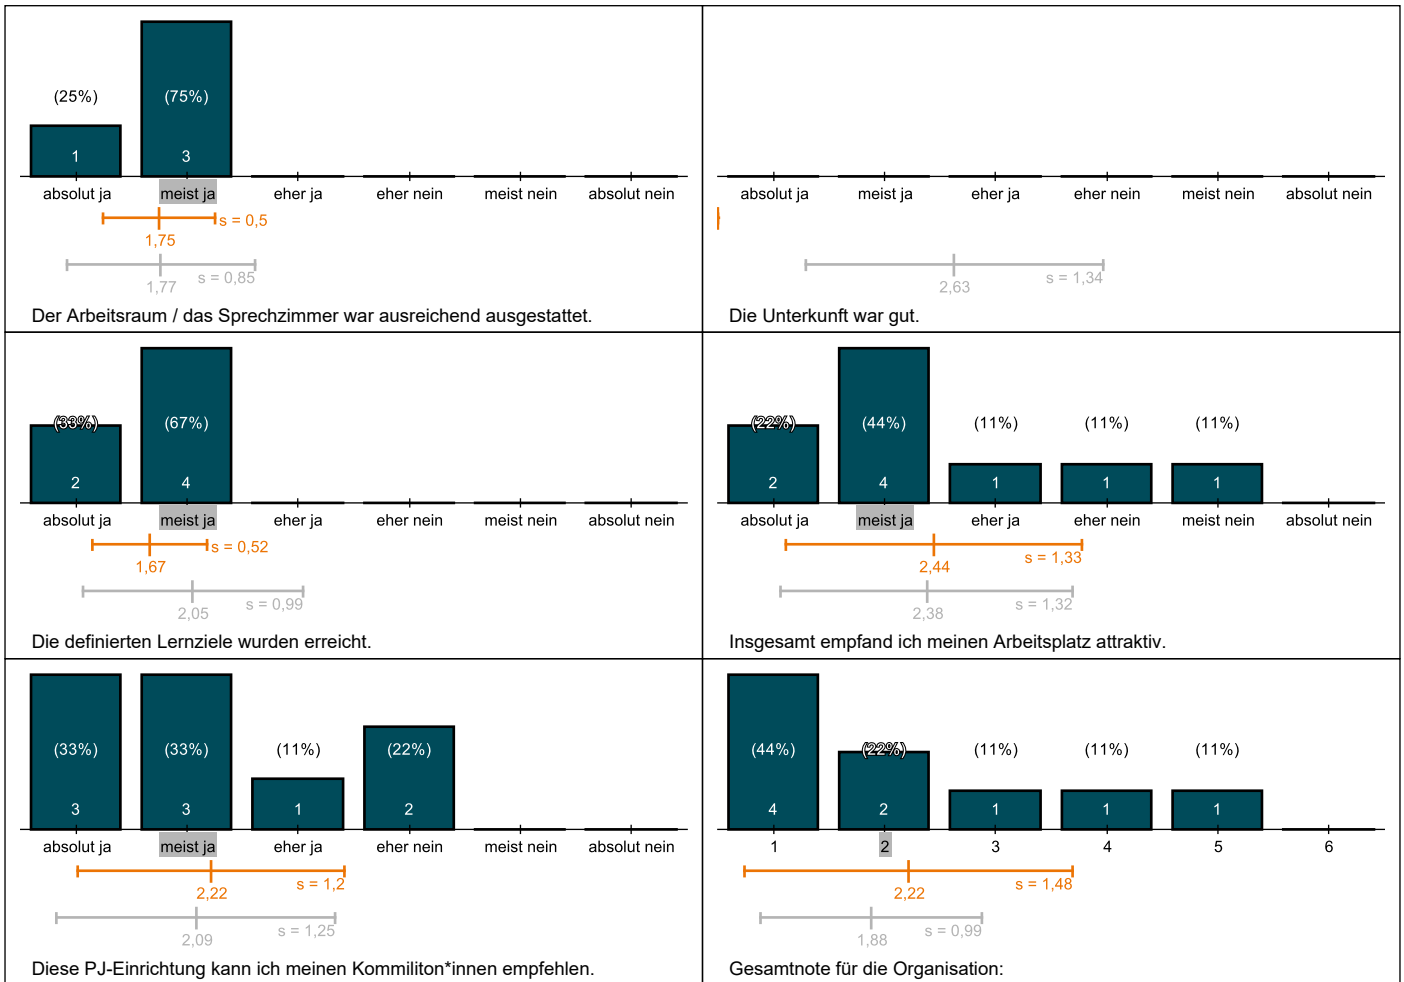 (25%) (75%)
1 3
absolut ja meist ja eher ja eher nein meist nein absolut nein
s = 0,5
1,75
s = 0,85
1,77
Der Arbeitsraum / das Sprechzimmer war ausreichend ausgestattet.
absolut ja meist ja eher ja eher nein meist nein absolut nein
s = 1,34
2,63
Die Unterkunft war gut.
(33%) (67%)
2 4
absolut ja meist ja eher ja eher nein meist nein absolut nein
s = 0,52
1,67
s = 0,99
2,05
Die definierten Lernziele wurden erreicht.
(22%) (44%) (11%) (11%) (11%)
2 4 1 1 1
absolut ja meist ja eher ja eher nein meist nein absolut nein
s = 1,33
2,44
s = 1,32
2,38
Insgesamt empfand ich meinen Arbeitsplatz attraktiv.
(33%) (33%) (11%) (22%)
3 3 1 2
absolut ja meist ja eher ja eher nein meist nein absolut nein
s = 1,2
2,22
s = 1,25
2,09
Diese PJ-Einrichtung kann ich meinen Kommiliton*innen empfehlen.
(44%) (22%) (11%) (11%) (11%)
4 2 1 1 1
1 2 3 4 5 6
s = 1,48
2,22
s = 0,99
1,88
Gesamtnote für die Organisation: